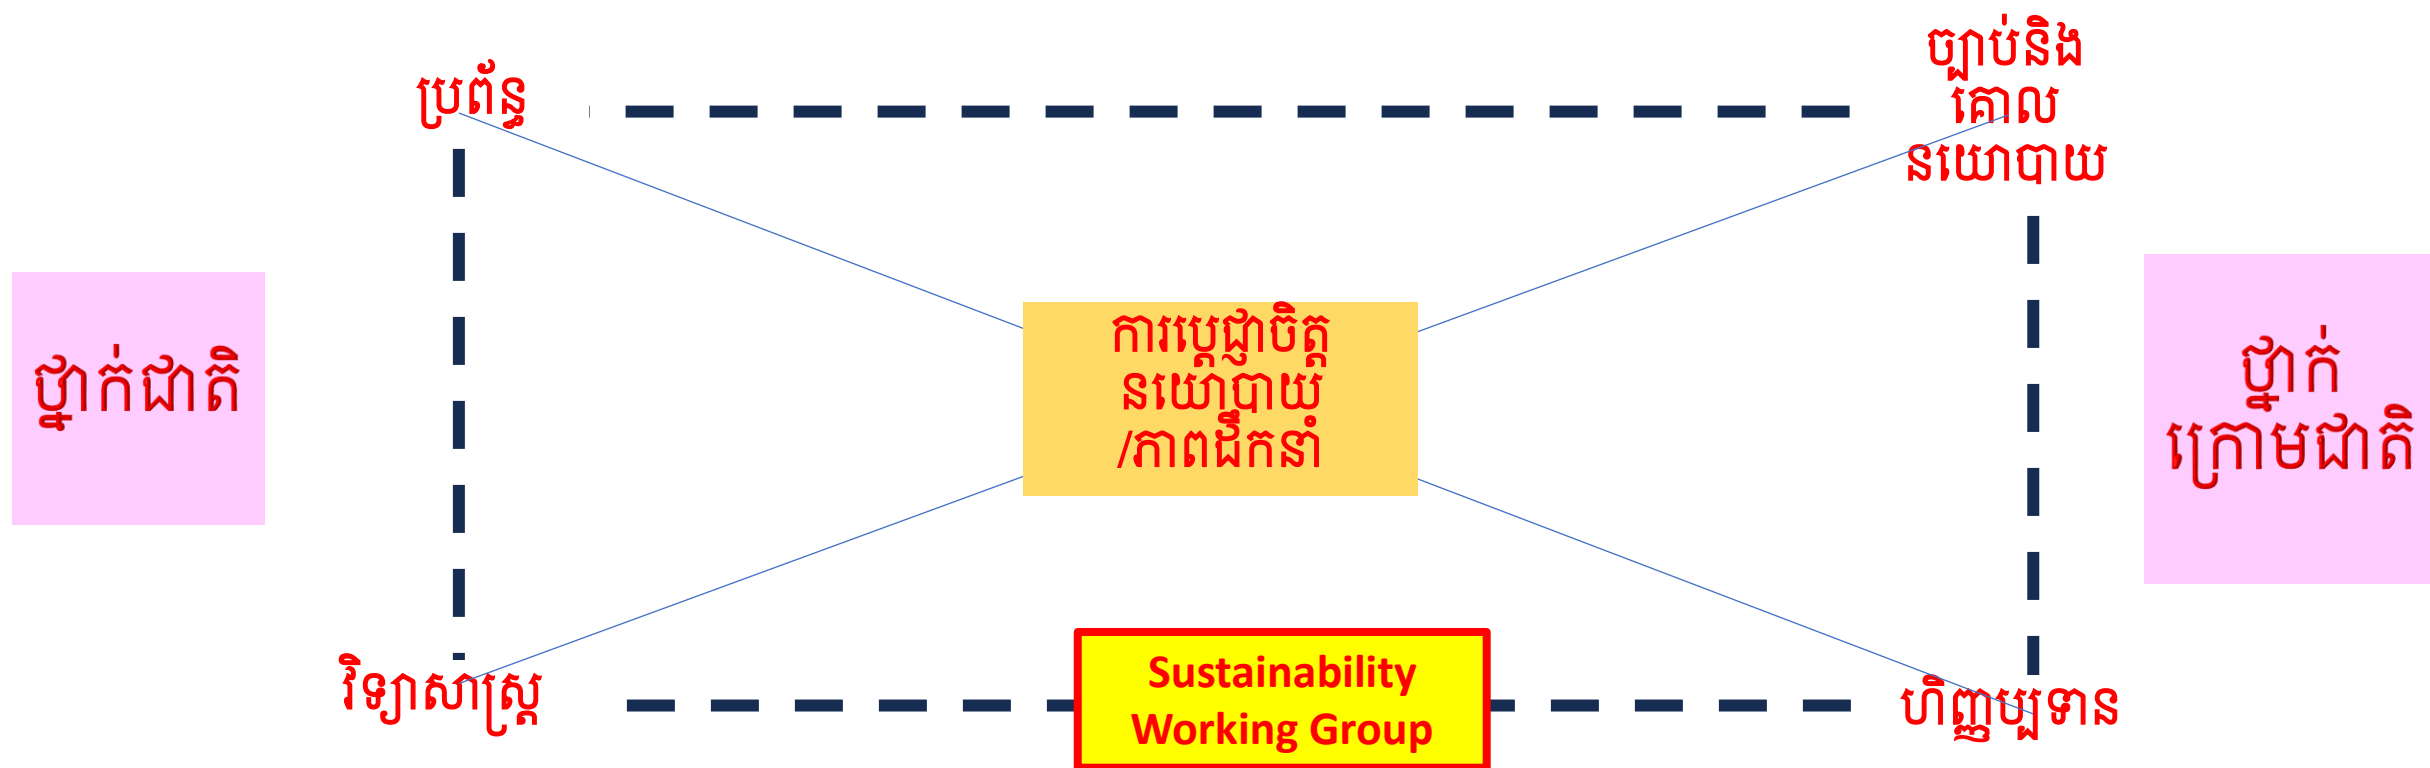 ប្រព័ន្ធ
ច្បាប់និង
គោល
នយោបាយ
ថ្នាក់ជាតិ
ការប្តេជ្ញាចិត្ត
នយោបាយ
/ភាពដឹកនាំ
ថ្នាក់
ក្រោមជាតិ
វិទ្យាសាស្ត្រ
Sustainability
Working Group
ហិញ្ញប្បទាន